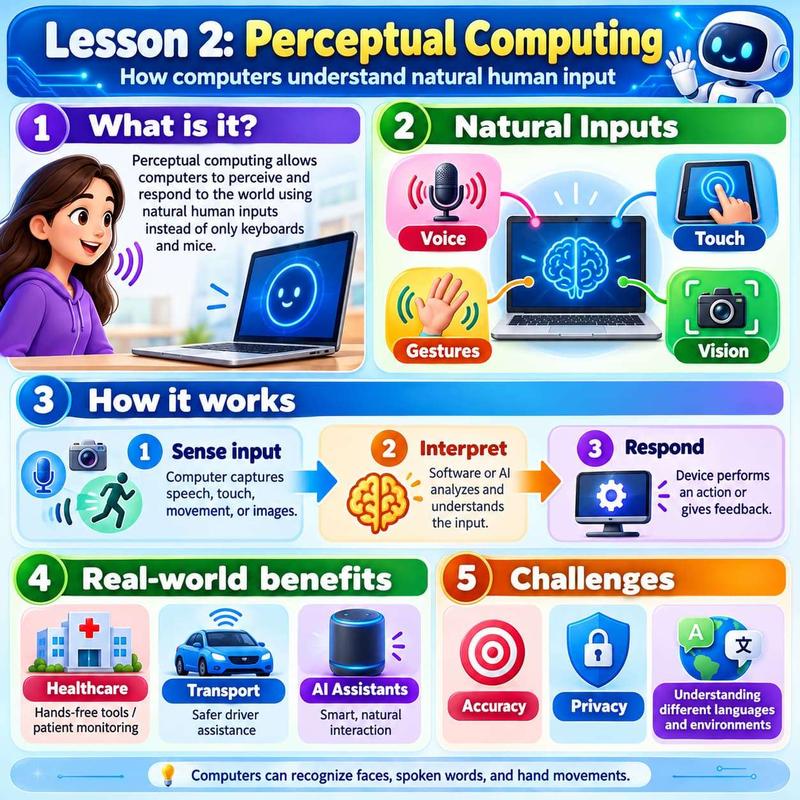 Lesson 2: Perceptual Computing
How computers understand natural human input
1 What is it?
Perceptual computing allows
computers to perceive and
respond to the world using
natural human inputs
instead of only keyboards
and mice.
2 Natural Inputs
Voice
Touch
Gestures
Vision
3 How it works
1 Sense input
Computer captures
speech, touch,
movement, or images.
2 Interpret
Software or AI
analyzes and
understands
the input.
3 Respond
Device performs
an action or
gives feedback.
4 Real-world benefits
Healthcare
Hands-free tools /
patient monitoring
Transport
Safer driver
assistance
AI Assistants
Smart, natural
interaction
5 Challenges
Accuracy
Privacy
A
文
Understanding
different languages
and environments
Computers can recognize faces, spoken words, and hand movements.